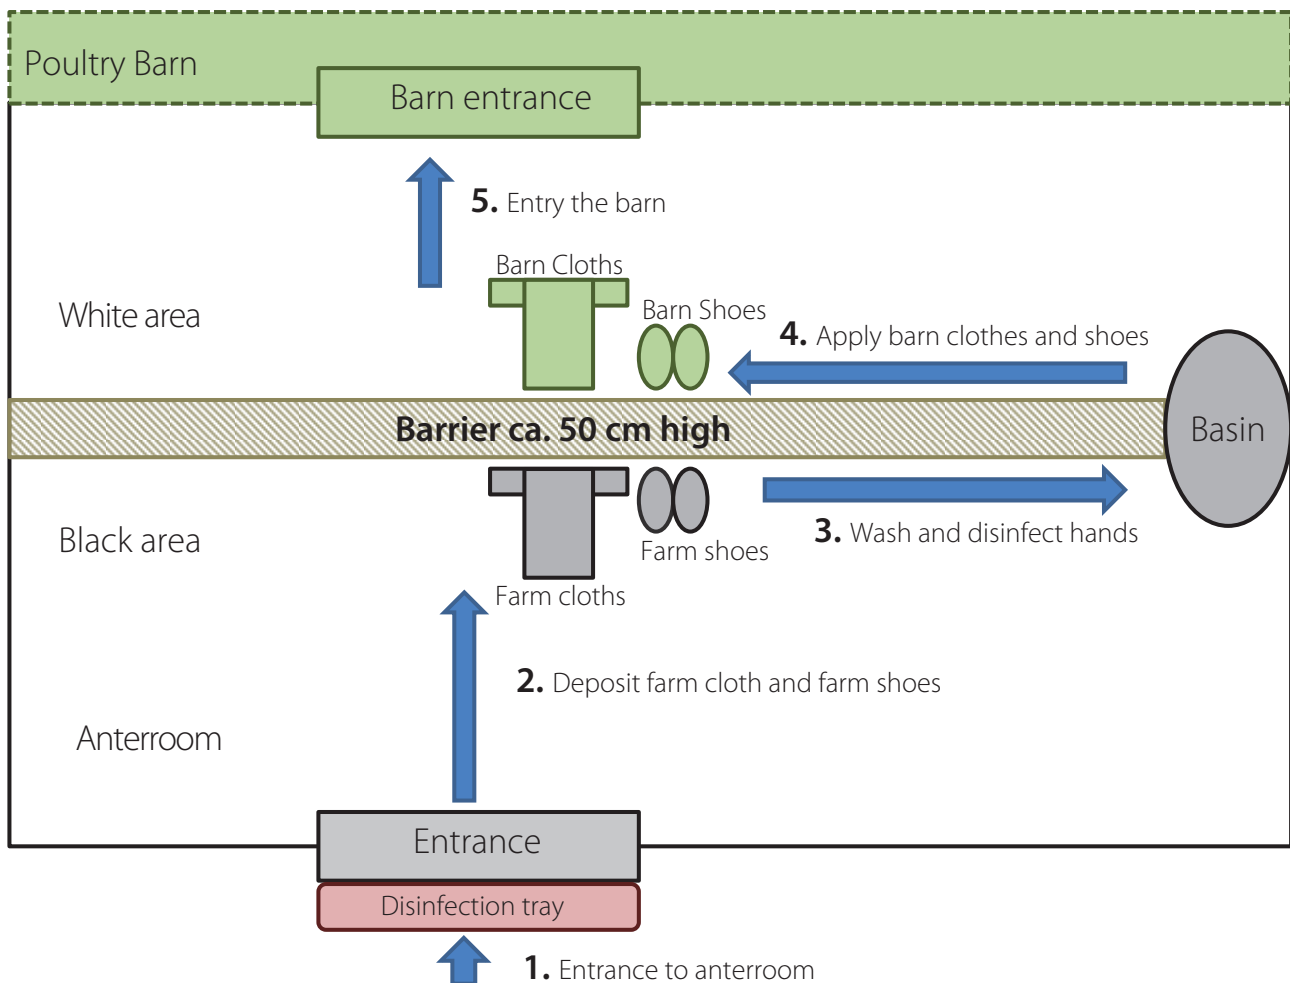 Poultry Barn
Barn entrance
5. Entry the barn
Barn Cloths
White area
Barn Shoes
4. Apply barn clothes and shoes
Barrier ca. 50 cm high
Basin
Black area
3. Wash and disinfect hands
Farm shoes
Farm cloths
2. Deposit farm cloth and farm shoes
Anterroom
Entrance
Disinfection tray
1. Entrance to anterroom